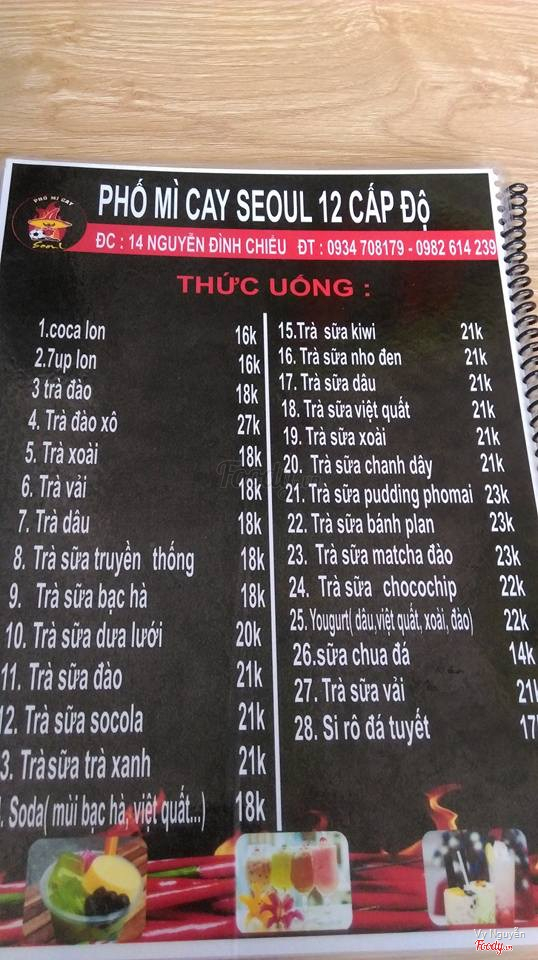 PHỐ MÌ CAY
Seoul
PHỐ MÌ CAY SEOUL 12 CẤP ĐỘ
ĐC : 14 NGUYỄN ĐÌNH CHIỂU ĐT : 0934 708179 - 0982 614 239
THỨC UỐNG :
1.coca lon 16k
2.7up lon 16k
3 trà đào 18k
4. Trà đào xô 27k
5. Trà xoài 18k
6. Trà vải 18k
7. Trà dâu 18k
8. Trà sữa truyền thống 18k
9. Trà sữa bạc hà 18k
10. Trà sữa dưa lưới 20k
11. Trà sữa đào 21k
12. Trà sữa socola 21k
3. Trà sữa trà xanh 21k
. Soda( mùi bạc hà, việt quất...) 18k
15.Trà sữa kiwi 21k
16. Trà sữa nho đen 21k
17. Trà sữa dâu 21k
18. Trà sữa việt quất 21k
19. Trà sữa xoài 21k
20. Trà sữa chanh dây 21k
21. Trà sữa pudding phomai 23k
22. Trà sữa bánh plan 23k
23. Trà sữa matcha đào 23k
24. Trà sữa chocochip 22k
25. Yougurt( dâu,việt quất, xoài, đào) 22k
26.sữa chua đá 14k
27. Trà sữa vải 21k
28. Si rô đá tuyết 17k
Foody.vn
Vy Nguyễn
Foody.vn